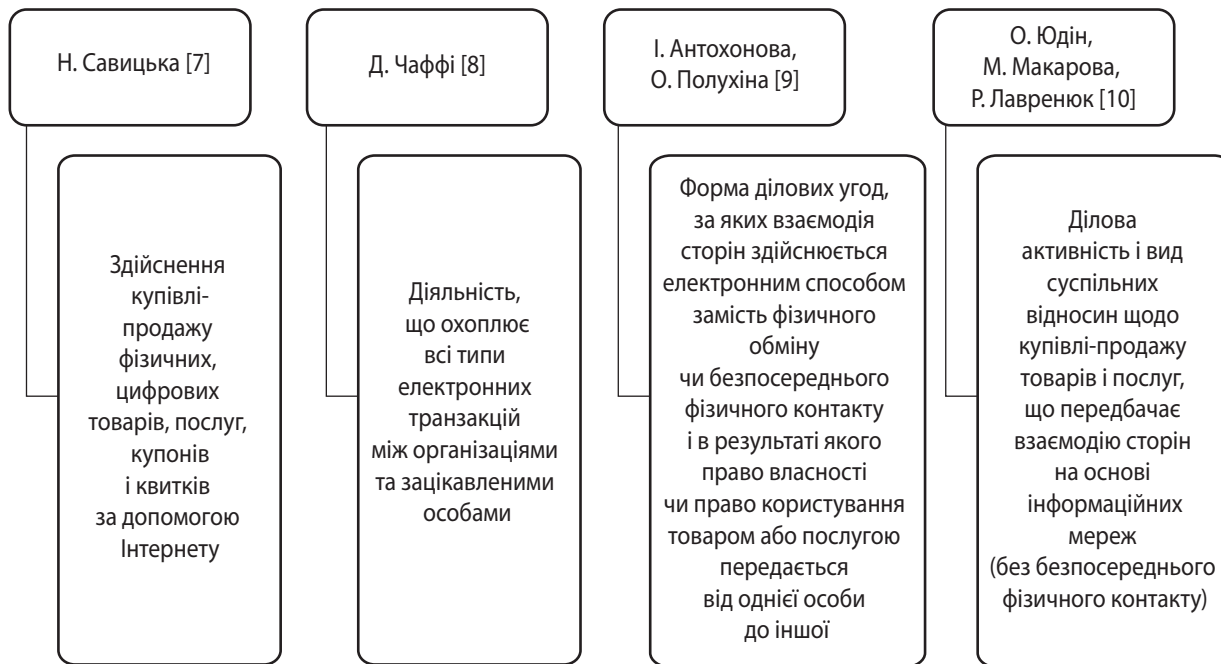 Н. Савицька [7]
Здійснення
купівлі-
продажу
фізичних,
цифрових
товарів, послуг,
купонів
і квитків
за допомогою
Інтернету
Д. Чаффі [8]
Діяльність,
що охоплює
всі типи
електронних
транзакцій
між організаціями
та зацікавленими
особами
І. Антохонова,
О. Полухіна [9]
Форма ділових угод,
за яких взаємодія
сторін здійснюється
електронним способом
замість фізичного
обміну
чи безпосереднього
фізичного контакту
і в результаті якого
право власності
чи право користування
товаром або послугою
передається
від однієї особи
до іншої
О. Юдін,
М. Макарова,
Р. Лавренюк [10]
Ділова
активність і вид
суспільних
відносин щодо
купівлі-продажу
товарів і послуг,
що передбачає
взаємодію сторін
на основі
інформаційних
мереж
(без безпосереднього
фізичного контакту)